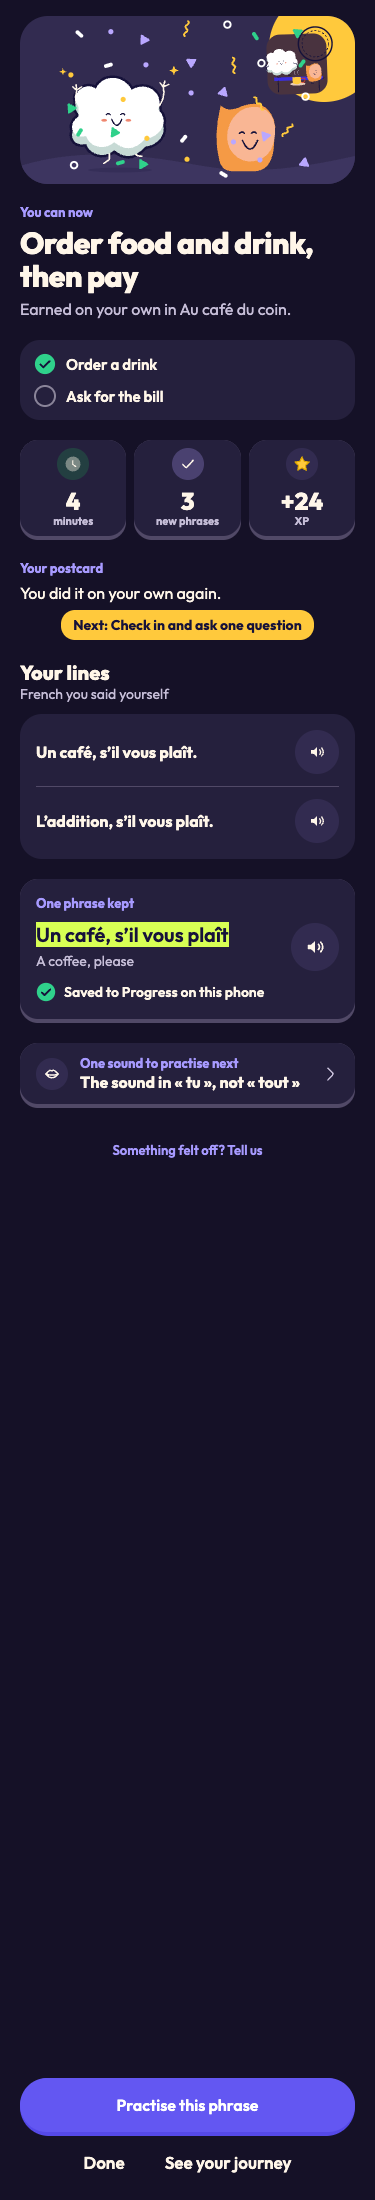 You can now
Order food and drink,
then pay
Earned on your own in Au café du coin.
Order a drink
Ask for the bill
4
minutes
3
new phrases
+24
XP
Your postcard
You did it on your own again.
Next: Check in and ask one question
Your lines
French you said yourself
Un café, s’il vous plaît.
L’addition, s’il vous plaît.
One phrase kept
Un café, s’il vous plaît
A coffee, please
Saved to Progress on this phone
One sound to practise next
The sound in « tu », not « tout »
Something felt off? Tell us
Practise this phrase
Done
See your journey